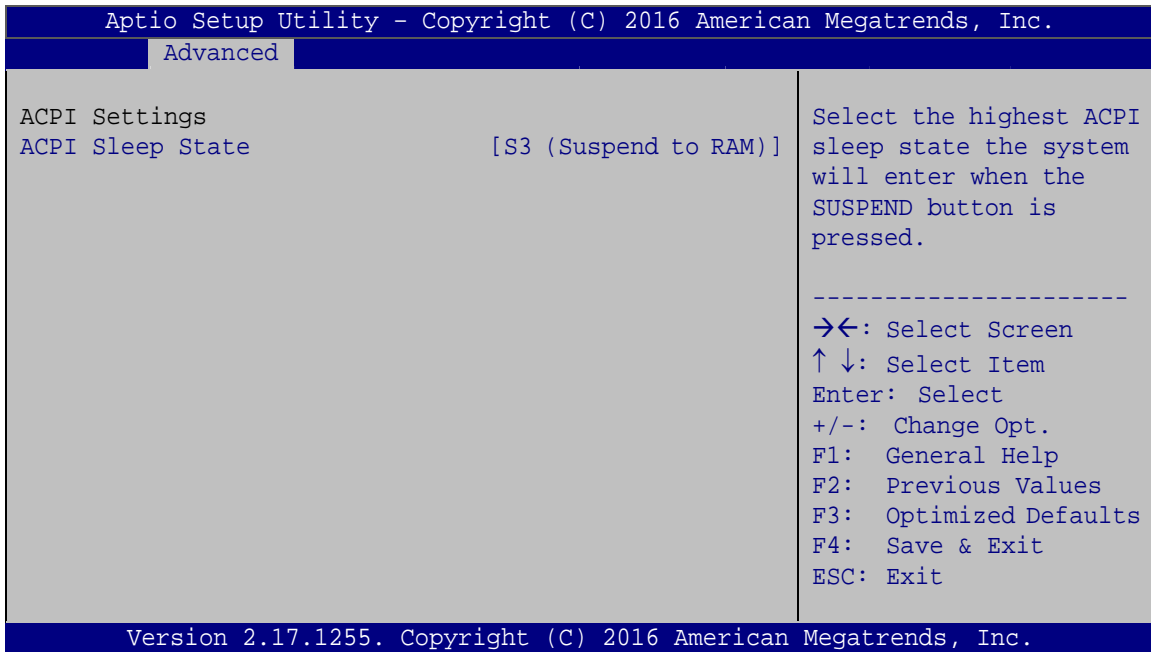 Aptio Setup Utility – Copyright (C) 2016 American Megatrends, Inc.
Advanced
ACPI Settings
ACPI Sleep State [S3 (Suspend to RAM)]
Select the highest ACPI
sleep state the system
will enter when the
SUSPEND button is
pressed.
----------------------
→←: Select Screen
↑ ↓: Select Item
Enter: Select
+/-: Change Opt.
F1: General Help
F2: Previous Values
F3: Optimized Defaults
F4: Save & Exit
ESC: Exit
Version 2.17.1255. Copyright (C) 2016 American Megatrends, Inc.